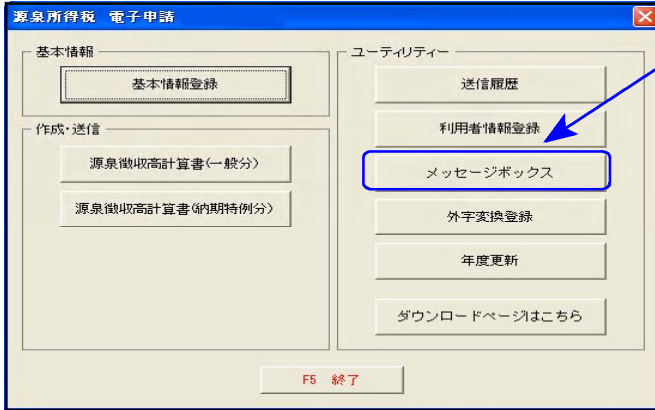 源泉所得税 電子申請
基本情報
基本情報登録
作成・送信
源泉徴収高計算書(一般分)
源泉徴収高計算書(納期特例分)
ユーティリティー
送信履歴
利用者情報登録
メッセージボックス
外字変換登録
年度更新
ダウンロードページはこちら
F5 終了